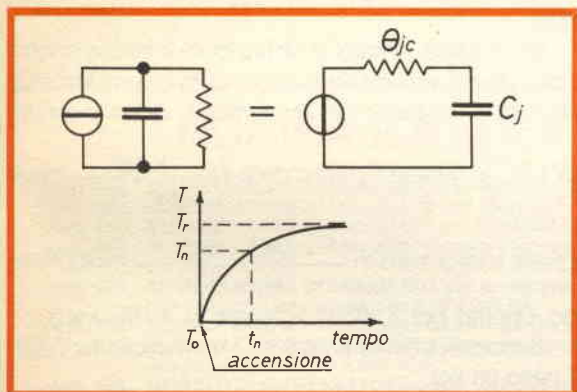 θjc
=
Cj
T
Tr
Tn
To
tn
tempo
accensione